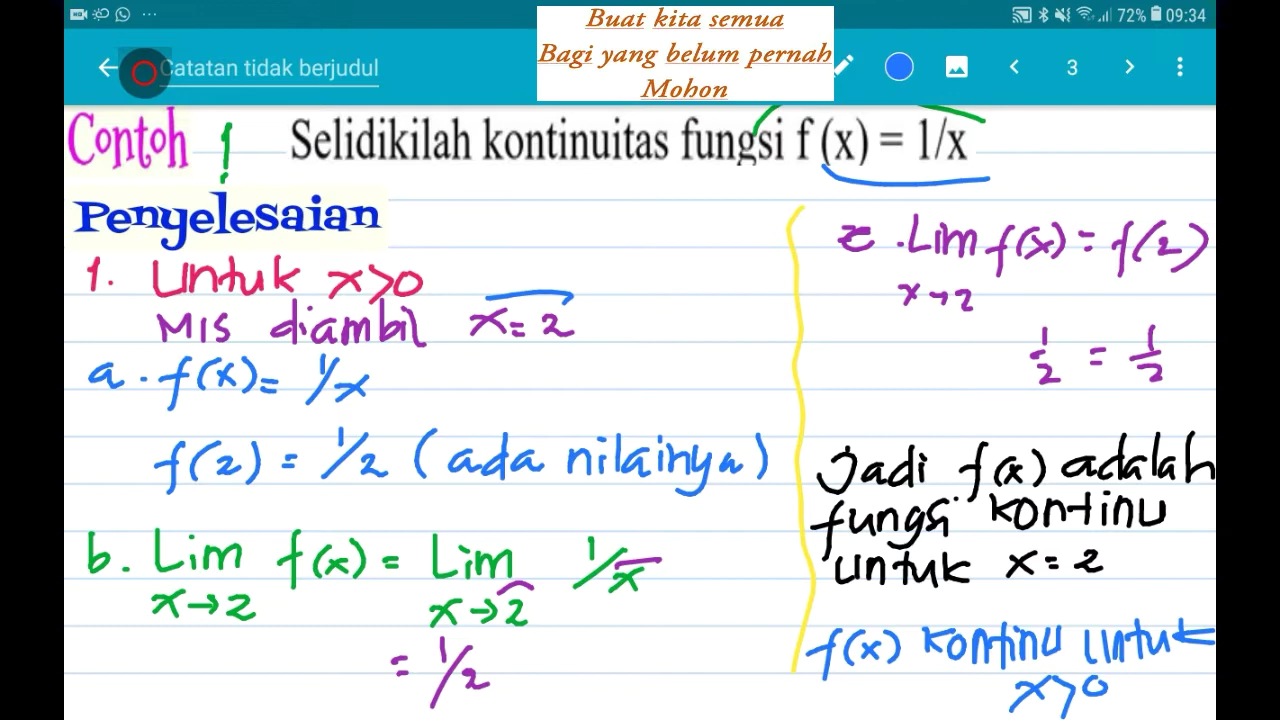 72% 09:34
Buat kita semua
Bagi yang belum pernah
Mohon
Catatan tidak berjudul
3
Contoh 1
Selidikilah kontinuitas fungsi f (x) = 1/x
Penyelesaian
1. Untuk x>0
Mis diambil x = 2
a. f(x) = 1/x
f(2) = 1/2 (ada nilainya)
b. Lim f(x) = Lim 1/x
x→2 x→2
= 1/2
c. Lim f(x) = f(2)
x→2
1/2 = 1/2
Jadi f(x) adalah
fungsi kontinu
untuk x = 2
f(x) kontinu untuk
x>0